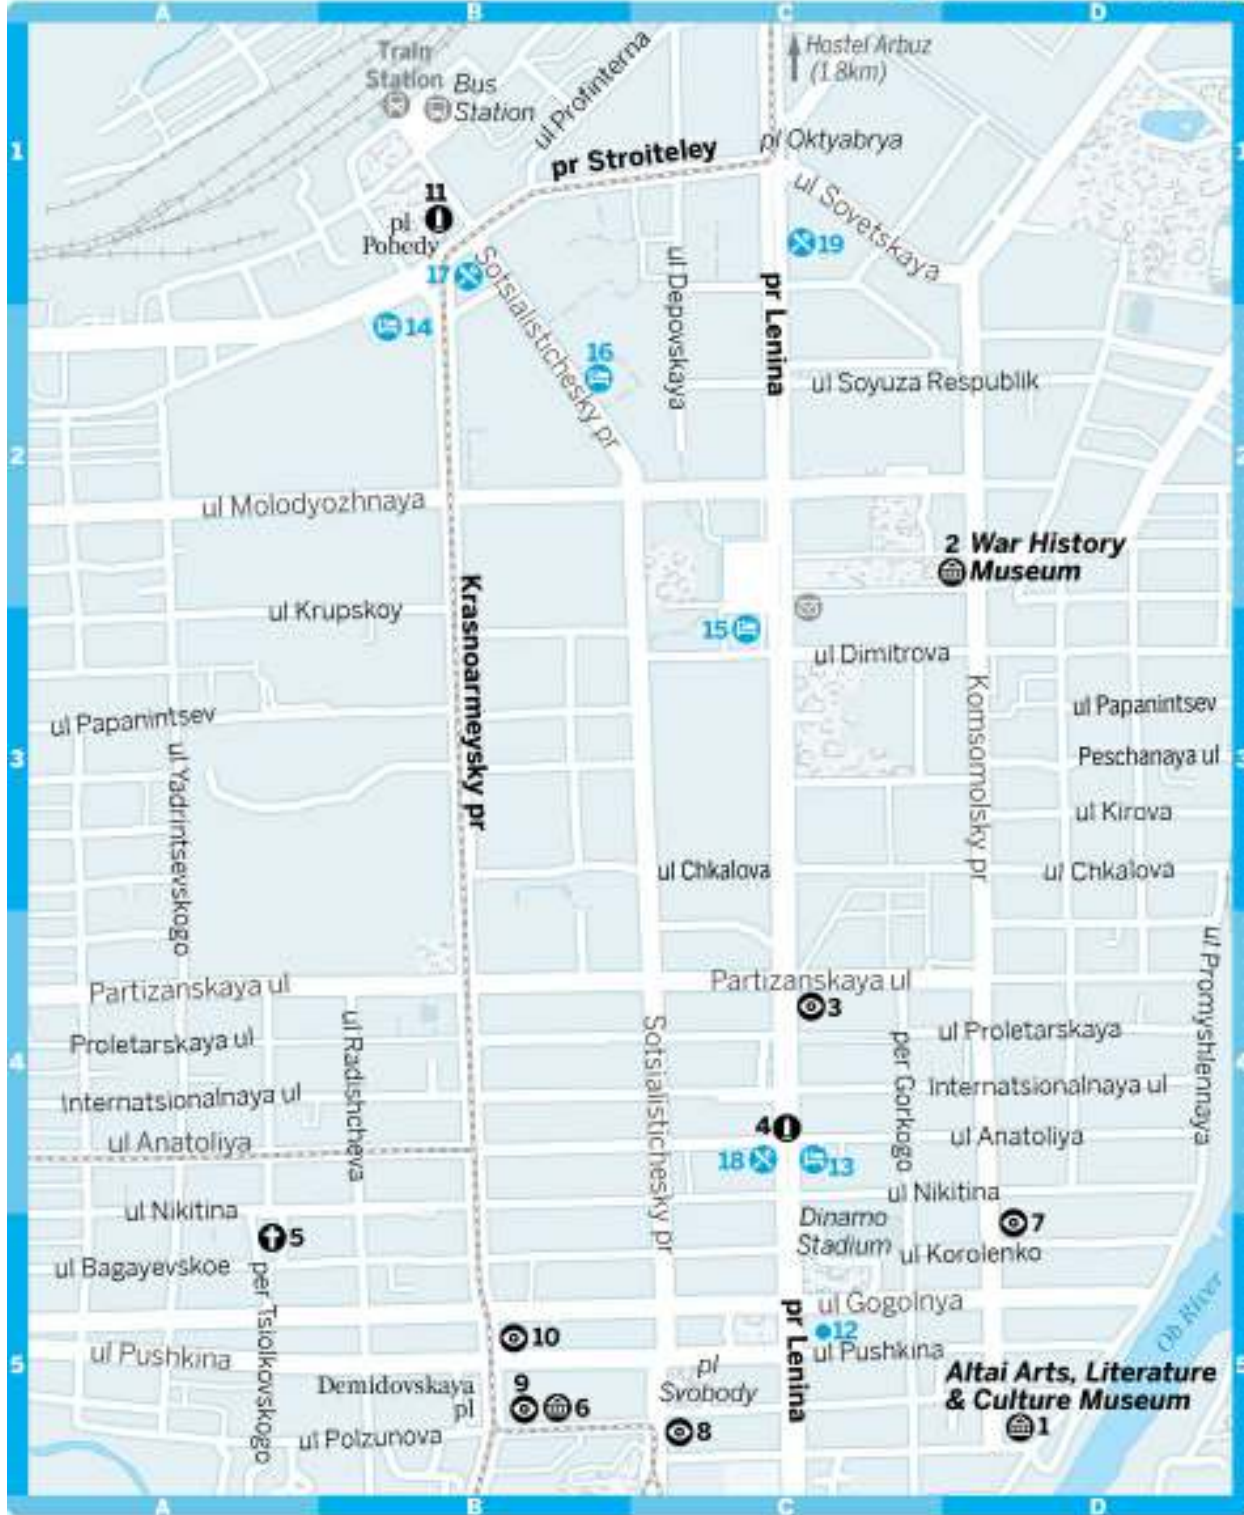 A
B
C
D
Train
Station
Bus
Station
ul Profinterna
Hostel Arbuz
(1.8km)
1
1
pr Stroiteley
pl Oktyabrya
11
pl
Pobedy
ul Sovetskaya
19
17
Sotsialistichesky pr
ul Depovskaya
pr Lenina
14
16
ul Soyuza Respublik
2
2
ul Molodyozhnaya
2 War History
Museum
Krasnoarmeysky pr
ul Krupskoy
15
ul Dimitrova
Komsomolsky pr
ul Papanintsev
ul Papanintsev
ul Yadrintsevskogo
3
3
Peschanaya ul
ul Kirova
ul Chkalova
ul Chkalova
ul Promyshlennaya
Partizanskaya ul
Partizanskaya ul
3
ul Radishcheva
Sotsialistichesky pr
per Gorkogo
Proletarskaya ul
ul Proletarskaya
4
4
Internatsionalnaya ul
Internatsionalnaya ul
4
ul Anatoliya
ul Anatoliya
18
13
ul Nikitina
ul Nikitina
5
Dinamo
Stadium
7
ul Korolenko
ul Bagayevskoe
per Tsiolkovskogo
ul Gogolnya
pr Lenina
Ob River
10
12
ul Pushkina
ul Pushkina
5
5
pl
Svobody
Altai Arts, Literature
& Culture Museum
1
Demidovskaya
pl
9
6
8
ul Polzunova
A
B
C
D